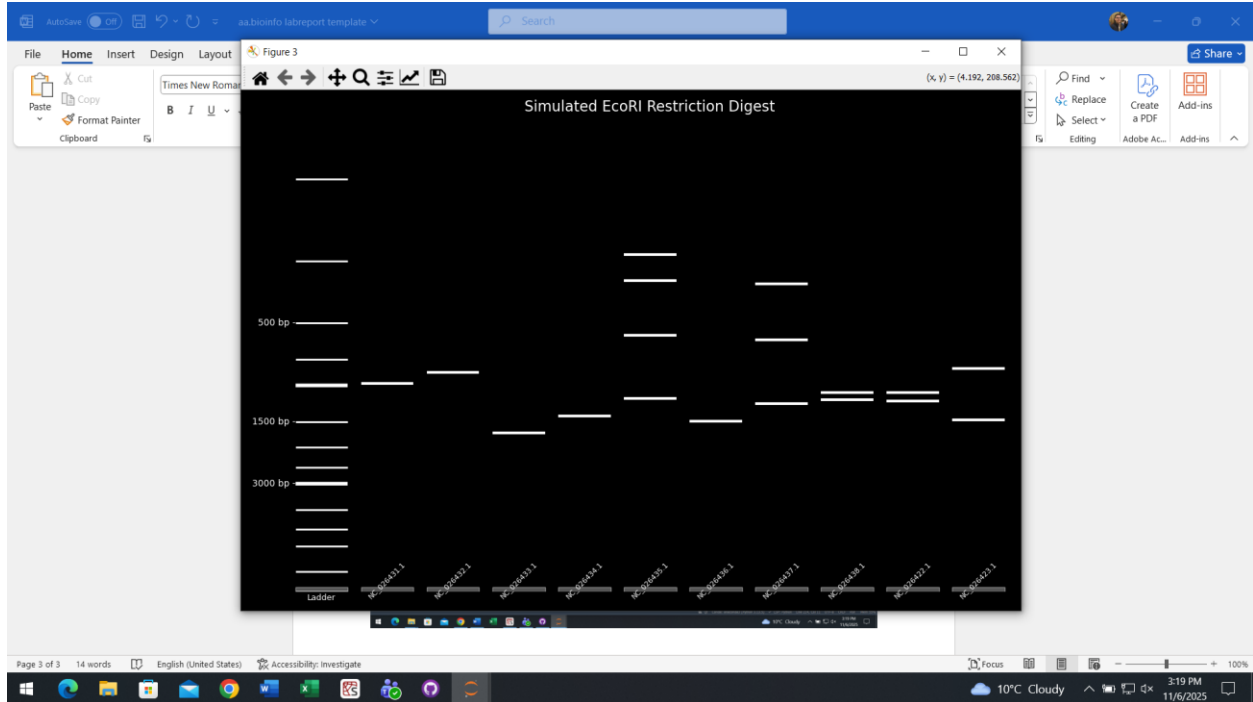 AutoSave Off aa.bioinfo labreport template Search
File Home Insert Design Layout Share
Figure 3
(x, y) = (4.192, 208.562)
Paste
Cut
Copy
Format Painter
Clipboard
Times New Roman
B I U
Find
Replace
Select
Editing
Create a PDF
Adobe Ac...
Add-ins
Add-ins
Simulated EcoRI Restriction Digest
500 bp
1500 bp
3000 bp
Ladder
NC_026431.1
NC_026432.1
NC_026433.1
NC_026434.1
NC_026435.1
NC_026436.1
NC_026437.1
NC_026438.1
NC_026422.1
NC_026423.1
Page 3 of 3 14 words English (United States) Accessibility: Investigate Focus 100%
10°C Cloudy 3:19 PM
11/6/2025